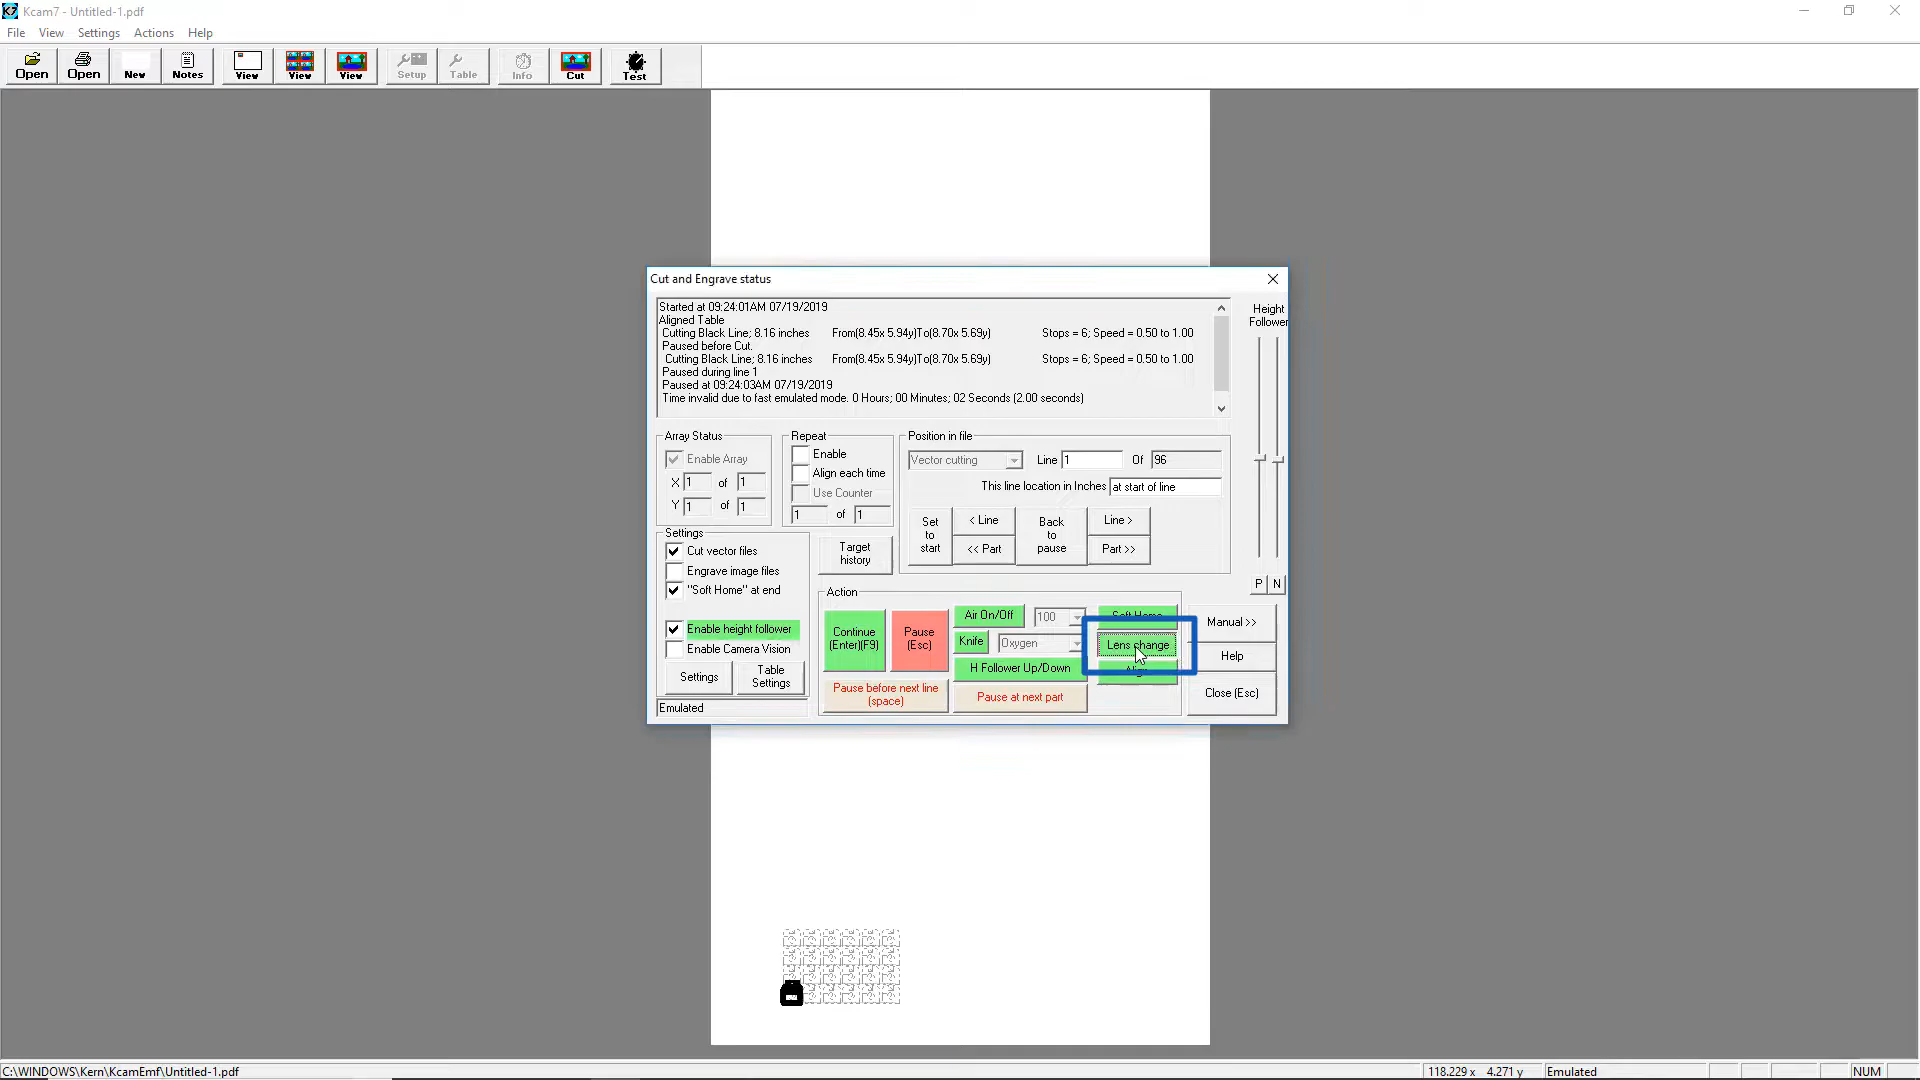 Kcam7 - Untitled-1.pdf
File View Settings Actions Help
Open Open New Notes View View View Setup Table Info Cut Test
Cut and Engrave status
Started at 09:24:01AM 07/19/2019
Aligned Table
Cutting Black Line; 8.16 inches From(8.45x 5.94y)To(8.70x 5.69y) Stops = 6; Speed = 0.50 to 1.00
Paused before Cut.
Cutting Black Line; 8.16 inches From(8.45x 5.94y)To(8.70x 5.69y) Stops = 6; Speed = 0.50 to 1.00
Paused during line 1
Paused at 09:24:03AM 07/19/2019
Time invalid due to fast emulated mode. 0 Hours; 00 Minutes; 02 Seconds (2.00 seconds)
Height
Follower
P N
Array Status
Enable Array
X 1 of 1
Y 1 of 1
Repeat
Enable
Align each time
Use Counter
1 of 1
Position in file
Vector cutting Line 1 Of 96
This line location in Inches at start of line
Set
to
start
< Line
<< Part
Back
to
pause
Line >
Part >>
Settings
Cut vector files
Engrave image files
"Soft Home" at end
Enable height follower
Enable Camera Vision
Settings
Table
Settings
Emulated
Target
history
Action
Continue
(Enter)(F9)
Pause
(Esc)
Air On/Off 100
Knife Oxygen
H Follower Up/Down
Pause before next line
(space)
Pause at next part
Soft Home
Lens change
Manual >>
Help
Close (Esc)
C:\WINDOWS\Kern\KcamEmf\Untitled-1.pdf 118.229 x 4.271 y Emulated NUM